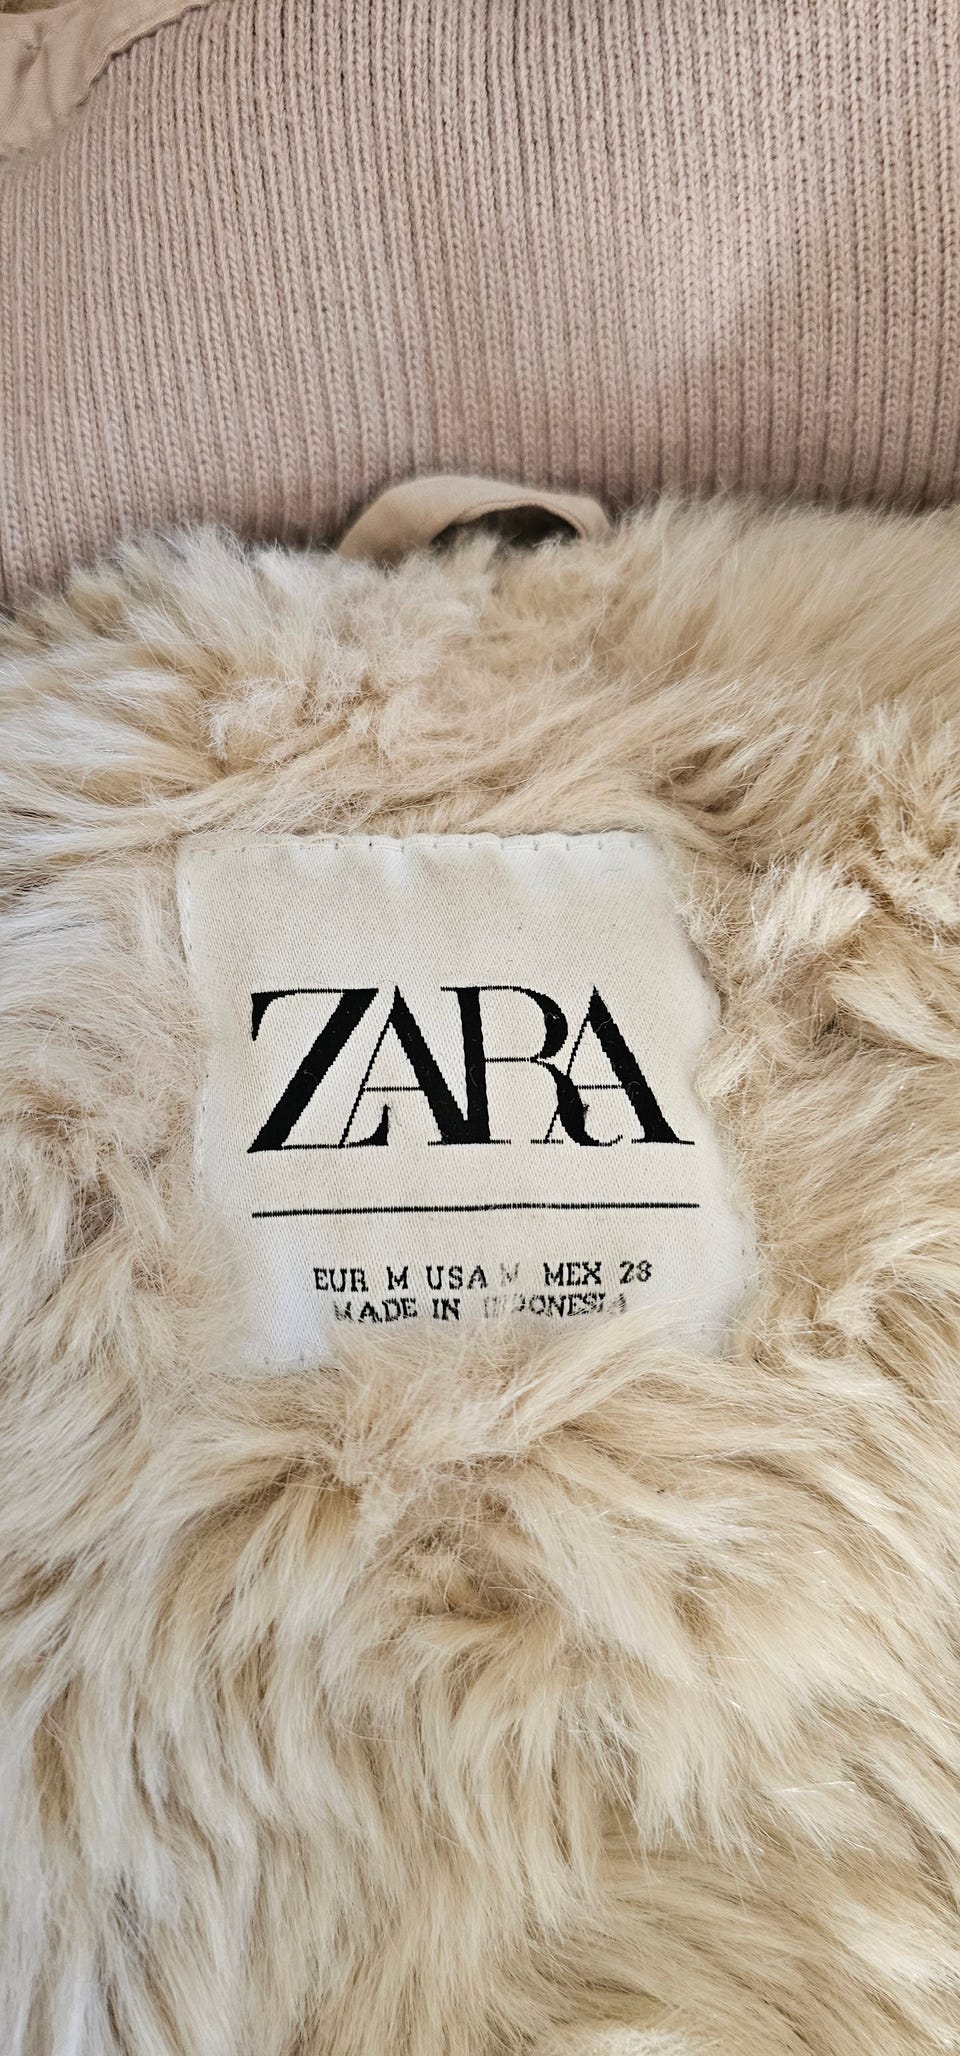 ZARA
EUR M USA M MEX 28
MADE IN INDONESIA